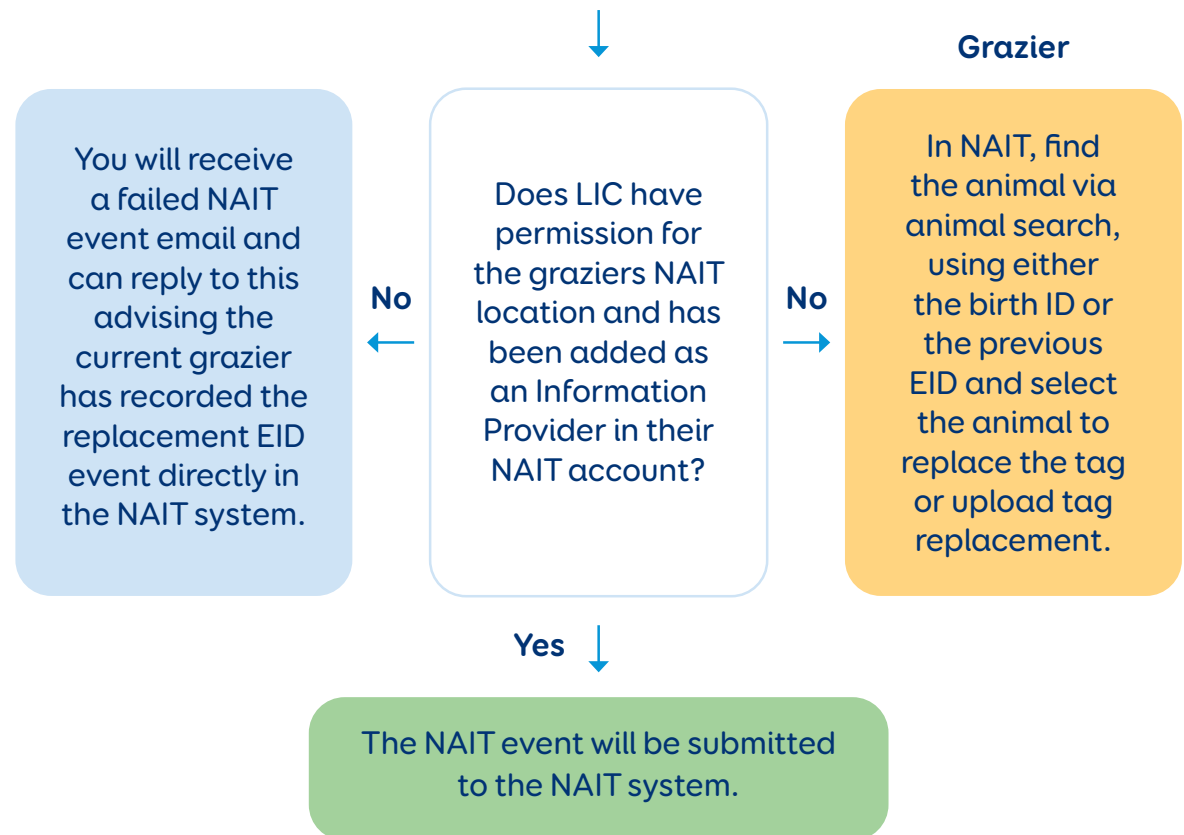 Grazier
You will receive
a failed NAIT
event email and
can reply to this
advising the
current grazier
has recorded the
replacement EID
event directly in
the NAIT system.
No
Does LIC have
permission for
the graziers NAIT
location and has
been added as
an Information
Provider in their
NAIT account?
No
In NAIT, find
the animal via
animal search,
using either
the birth ID or
the previous
EID and select
the animal to
replace the tag
or upload tag
replacement.
Yes
The NAIT event will be submitted
to the NAIT system.